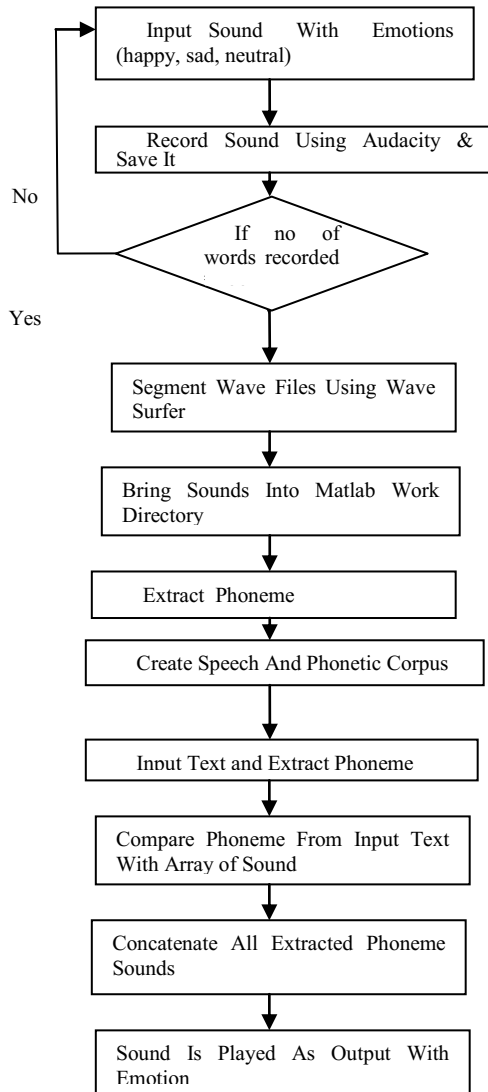 Input Sound With Emotions
(happy, sad, neutral)
Record Sound Using Audacity &
Save It
No
If no of
words recorded
Yes
Segment Wave Files Using Wave
Surfer
Bring Sounds Into Matlab Work
Directory
Extract Phoneme
Create Speech And Phonetic Corpus
Input Text and Extract Phoneme
Compare Phoneme From Input Text
With Array of Sound
Concatenate All Extracted Phoneme
Sounds
Sound Is Played As Output With
Emotion